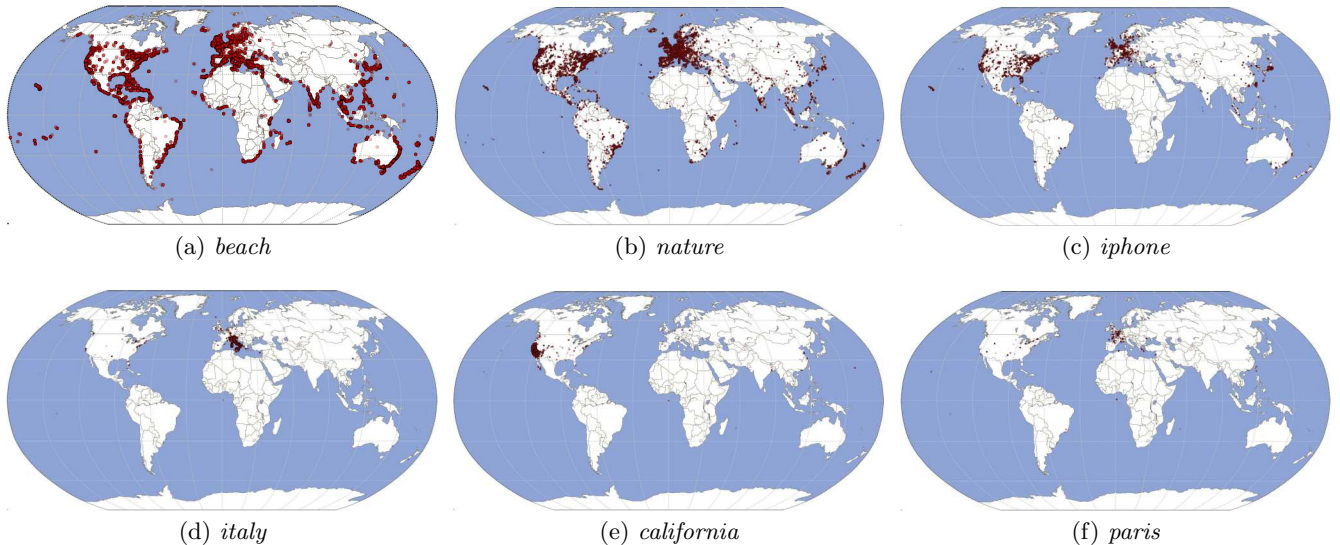 (a) beach
(b) nature
(c) iphone
(d) italy
(e) california
(f) paris